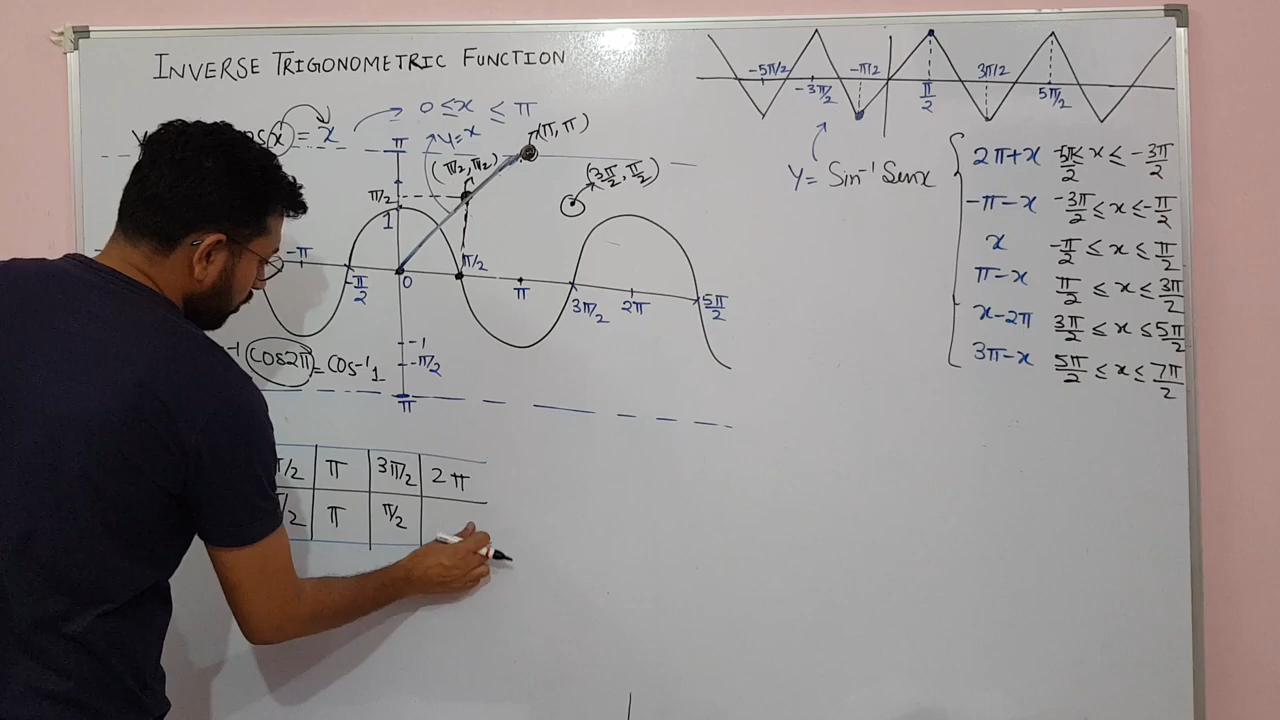 INVERSE TRIGONOMETRIC FUNCTION
= x → 0 ≤ x ≤ π
y = x
(π, π)
(π/2, π/2)
(3π/2, π/2)
π
π/2
1
-π
-π/2
0
π/2
π
3π/2
2π
5π/2
-1
-π/2
π
-1 cos2π = cos⁻¹1
π/2 π 3π/2 2π
π/2 π π/2
-5π/2 -3π/2 -π/2 π/2 3π/2 5π/2
y = Sin⁻¹ Sinx
2π+x -5π/2 ≤ x ≤ -3π/2
-π-x -3π/2 ≤ x ≤ -π/2
x -π/2 ≤ x ≤ π/2
π-x π/2 ≤ x ≤ 3π/2
x-2π 3π/2 ≤ x ≤ 5π/2
3π-x 5π/2 ≤ x ≤ 7π/2